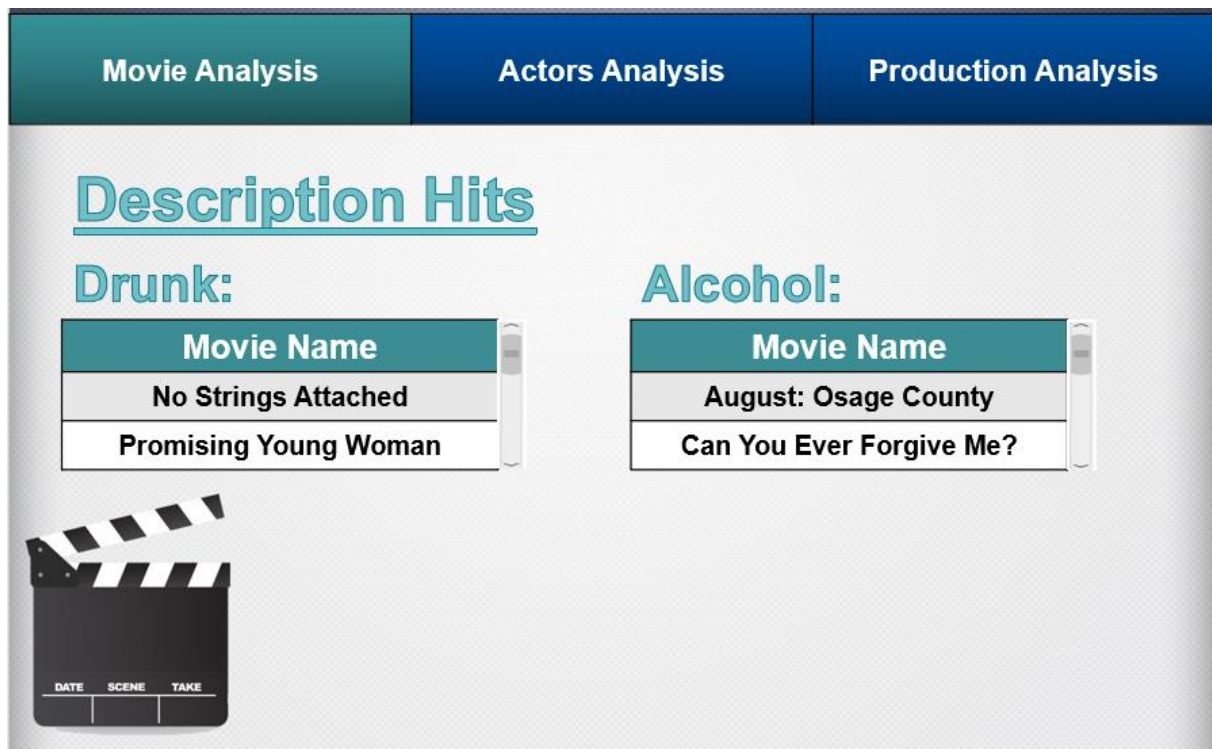 Movie Analysis
Actors Analysis
Production Analysis
Description Hits
Drunk:
Movie Name
No Strings Attached
Promising Young Woman
Alcohol:
Movie Name
August: Osage County
Can You Ever Forgive Me?
DATE SCENE TAKE